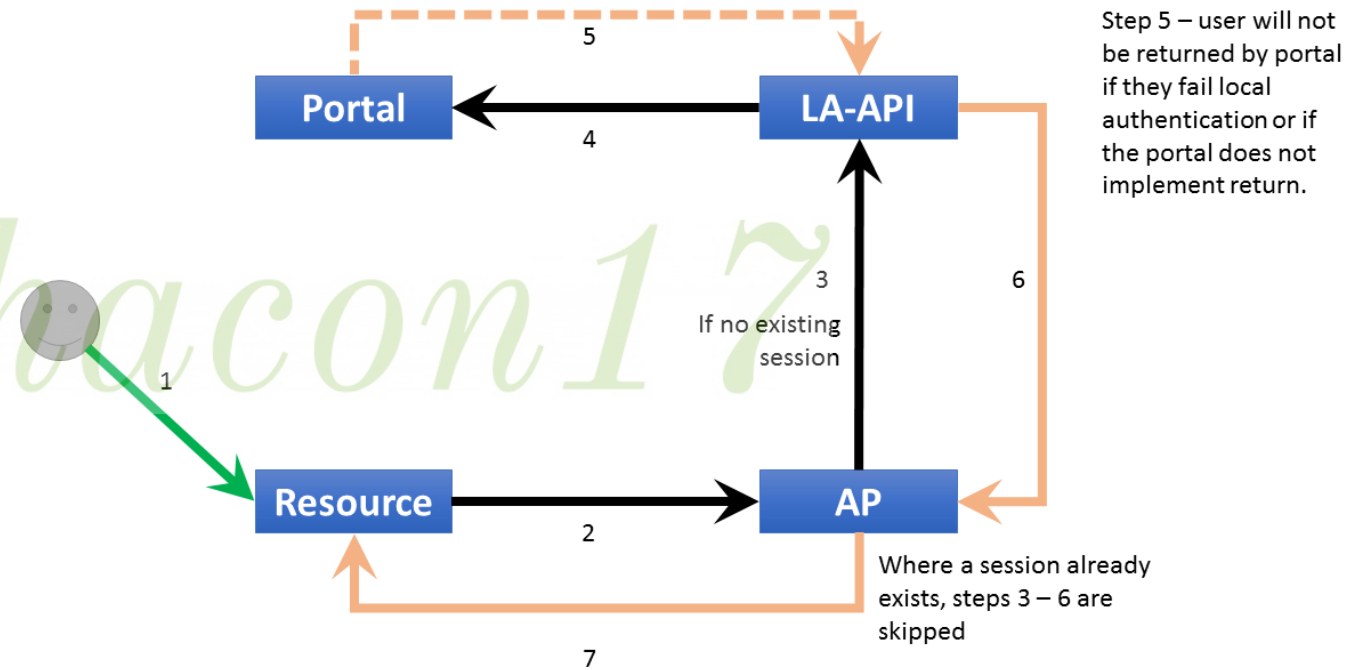 5
Step 5 – user will not
be returned by portal
if they fail local
authentication or if
the portal does not
implement return.
Portal
LA-API
4
hacon17
3
If no existing
session
6
1
Resource
AP
2
Where a session already
exists, steps 3 – 6 are
skipped
7